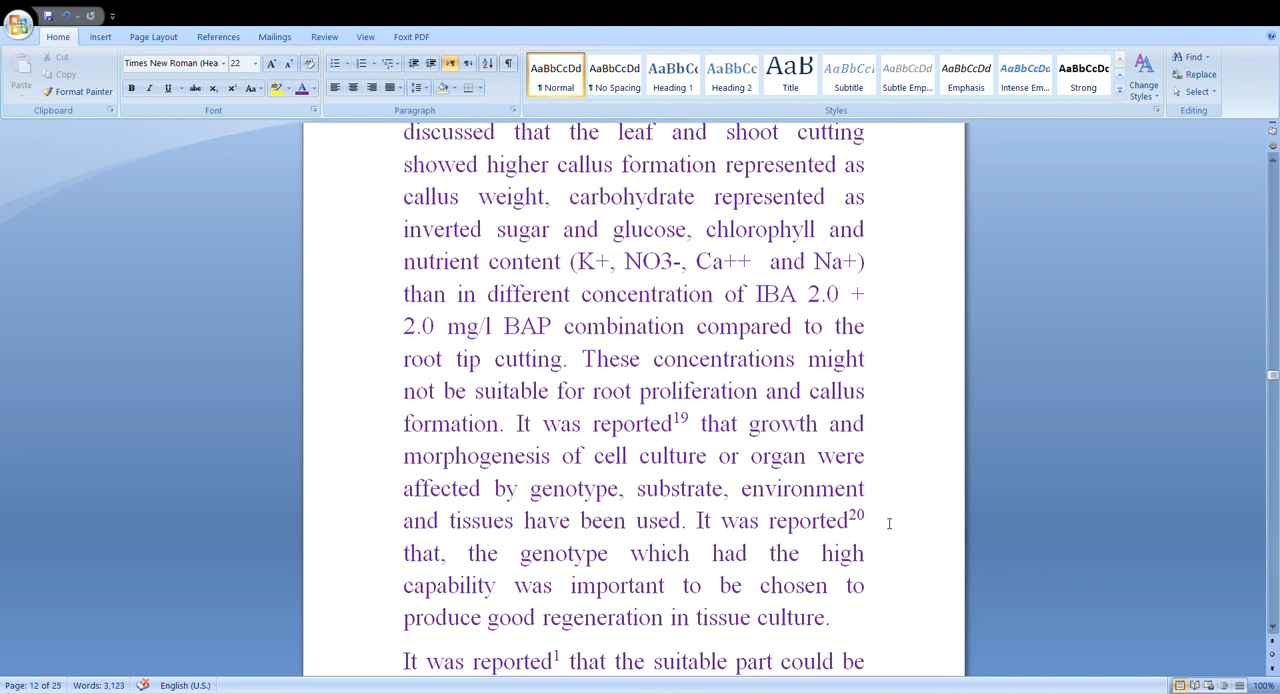 Home Insert Page Layout References Mailings Review View Foxit PDF
Paste
Cut
Copy
Format Painter
Clipboard
Times New Roman (Hea 22
B I U abc X₂ X² Aa A
Font
Paragraph
AaBbCcDd AaBbCcDd AaBbCc AaBbCc AaB AaBbCcI AaBbCcDd AaBbCcDd AaBbCcDd AaBbCcDc
¶ Normal ¶ No Spacing Heading 1 Heading 2 Title Subtitle Subtle Emp... Emphasis Intense Em... Strong
Change
Styles
Styles
Find
Replace
Select
Editing
discussed that the leaf and shoot cutting
showed higher callus formation represented as
callus weight, carbohydrate represented as
inverted sugar and glucose, chlorophyll and
nutrient content (K+, NO3-, Ca++ and Na+)
than in different concentration of IBA 2.0 +
2.0 mg/l BAP combination compared to the
root tip cutting. These concentrations might
not be suitable for root proliferation and callus
formation. It was reported¹⁹ that growth and
morphogenesis of cell culture or organ were
affected by genotype, substrate, environment
and tissues have been used. It was reported²⁰
that, the genotype which had the high
capability was important to be chosen to
produce good regeneration in tissue culture.
It was reported¹ that the suitable part could be
Page: 12 of 25 Words: 3,123 English (U.S.) 100%